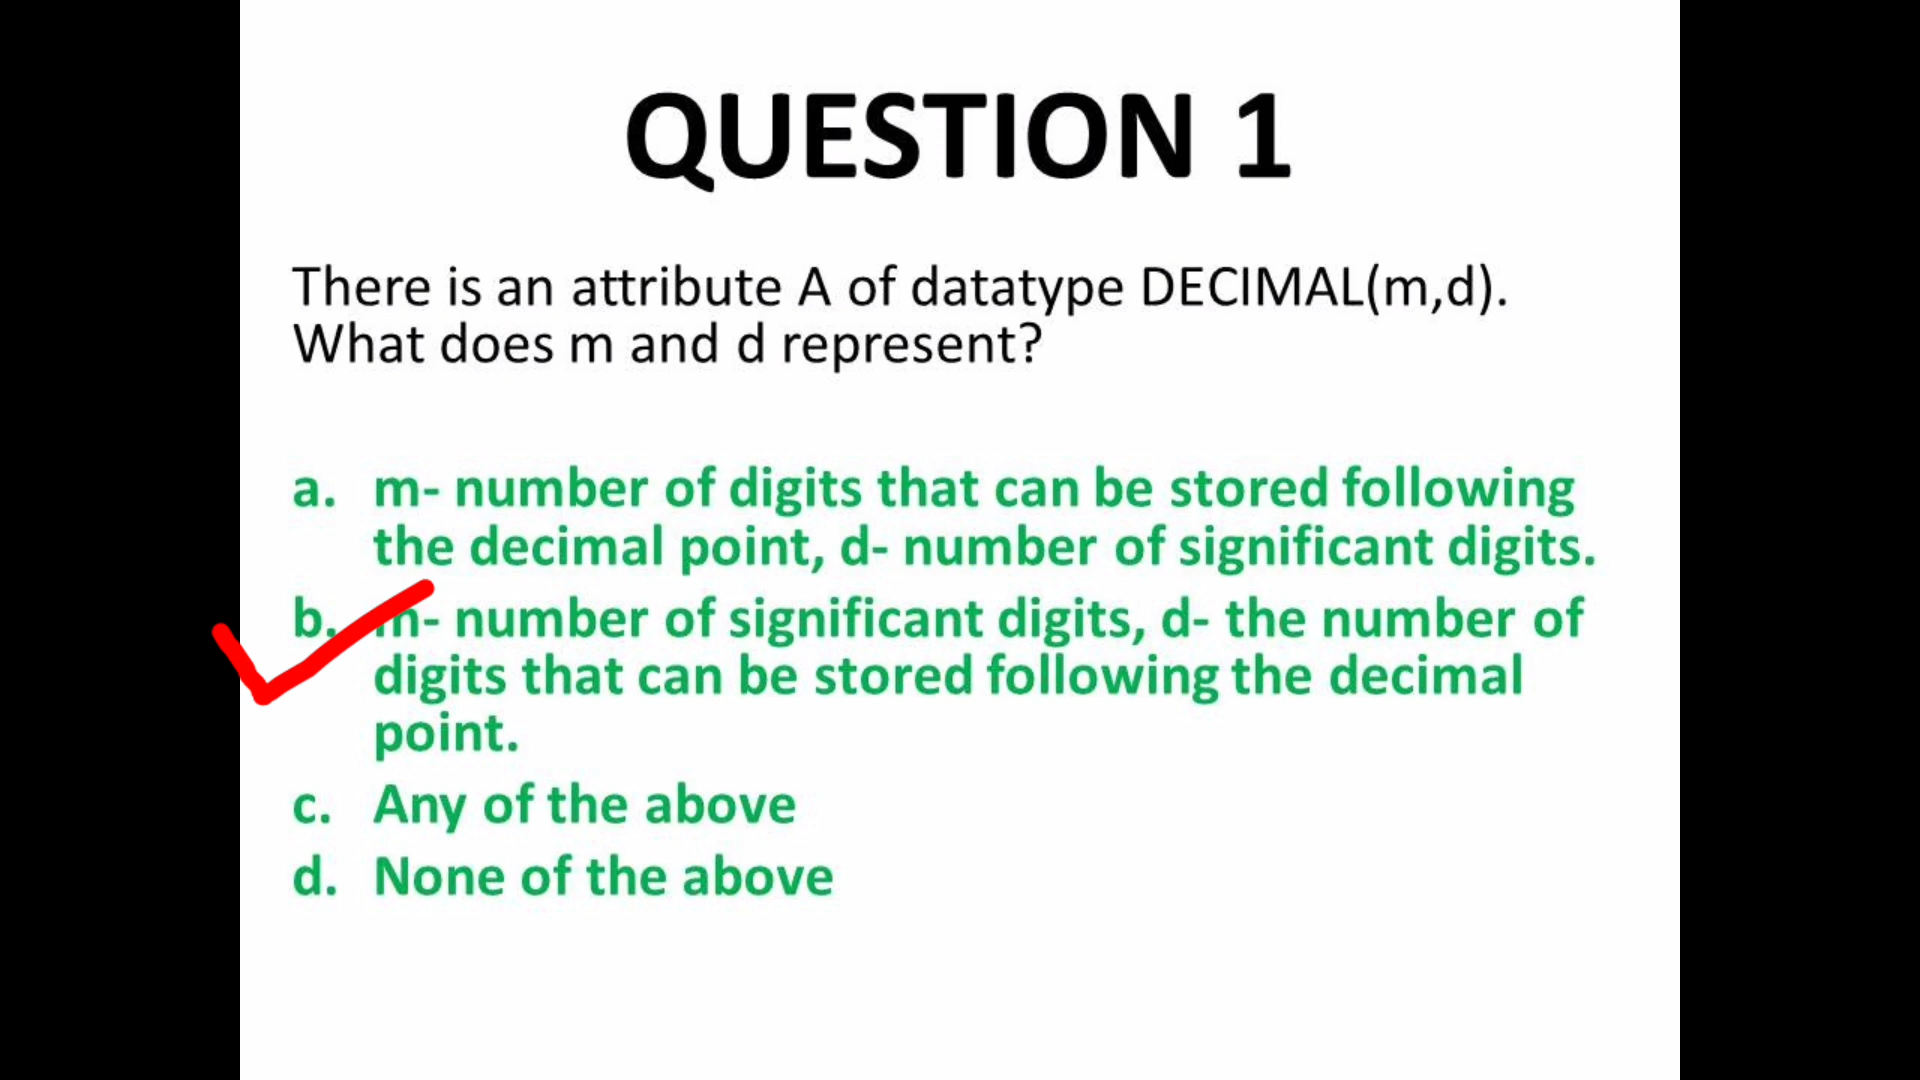 QUESTION 1
There is an attribute A of datatype DECIMAL(m,d).
What does m and d represent?
a. m- number of digits that can be stored following
the decimal point, d- number of significant digits.
b. m- number of significant digits, d- the number of
digits that can be stored following the decimal
point.
c. Any of the above
d. None of the above